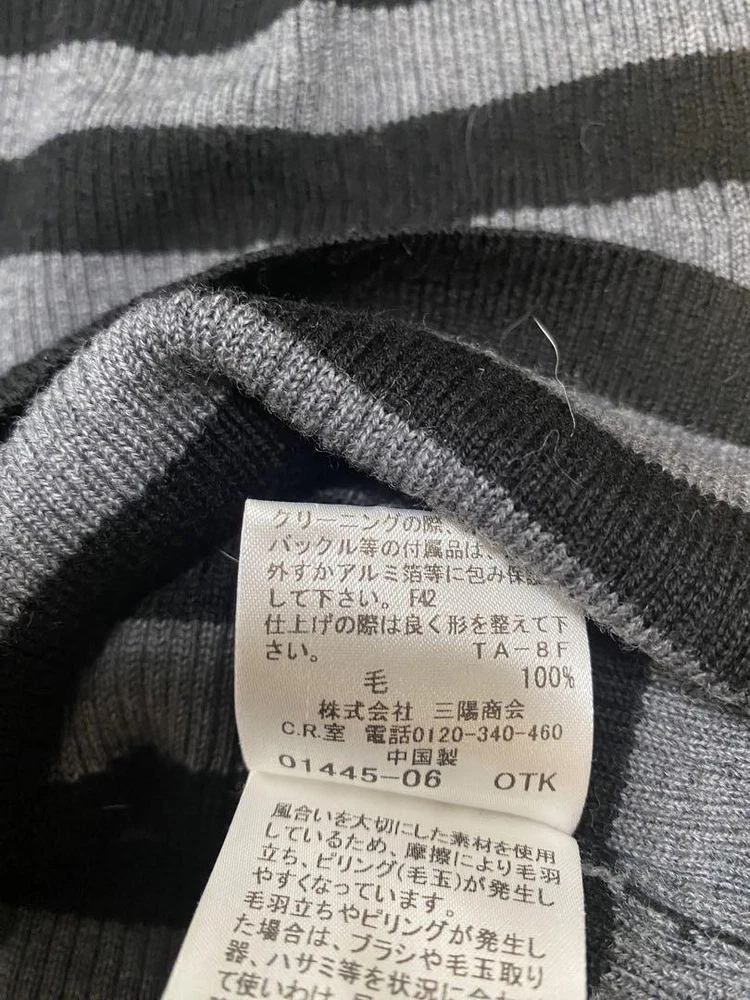 クリーニングの際
バックル等の付属品は、
外すかアルミ箔等に包み保
して下さい。 F42
仕上げの際は良く形を整えて下
さい。 TA-8F
毛 100%
株式会社 三陽商会
C.R.室 電話0120-340-460
中国製
01445-06 OTK
風合いを大切にした素材を使用
しているため、摩擦により毛羽
立ち、ピリング(毛玉)が発生し
やすくなっています。
毛羽立ちやピリングが発生し
た場合は、ブラシや毛玉取り
器、ハサミ等を状況に合わ